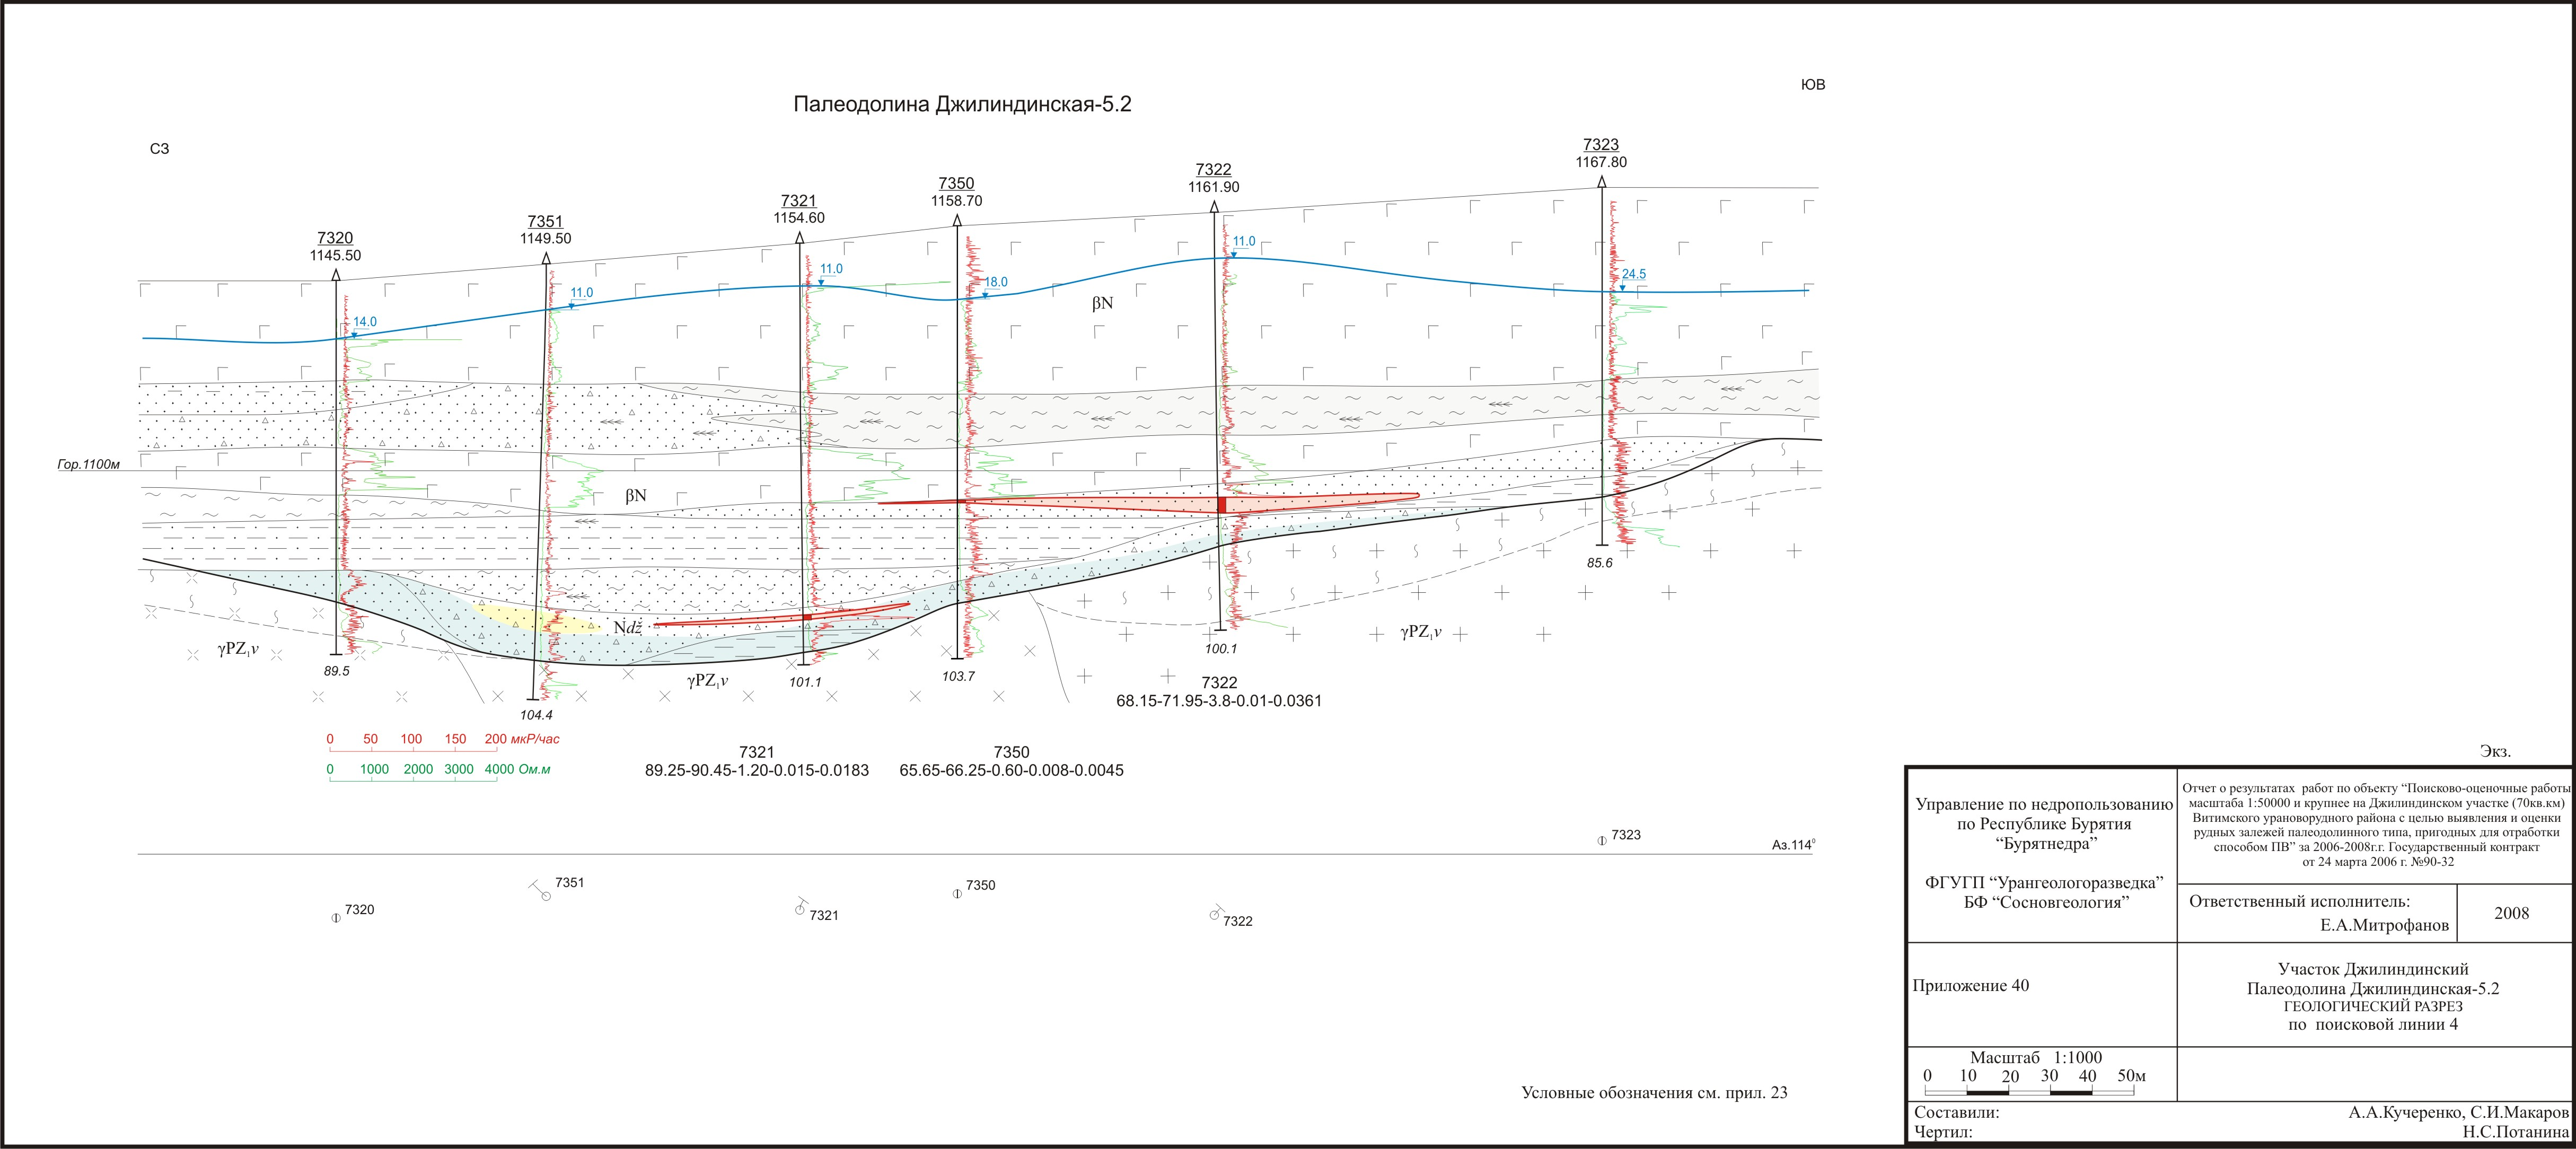 ЮВ
Палеодолина Джилиндинская-5.2
СЗ
7323
1167.80
7322
1161.90
7350
1158.70
7321
1154.60
7351
1149.50
7320
1145.50
11.0
11.0
24.5
18.0
11.0
14.0
βN
Гор.1100м
βN
Ndž
γPZ₁v
γPZ₁v
γPZ₁v
85.6
100.1
89.5
101.1
103.7
104.4
7322
68.15-71.95-3.8-0.01-0.0361
0 50 100 150 200 мкР/час
0 1000 2000 3000 4000 Ом.м
7321
89.25-90.45-1.20-0.015-0.0183
7350
65.65-66.25-0.60-0.008-0.0045
7323
Аз.114⁰
7351
7350
7320
7321
7322
Условные обозначения см. прил. 23
Экз.
Управление по недропользованию
по Республике Бурятия
“Бурятнедра”
ФГУГП “Урангеологоразведка”
БФ “Сосновгеология”
Отчет о результатах работ по объекту “Поисково-оценочные работы
масштаба 1:50000 и крупнее на Джилиндинском участке (70кв.км)
Витимского урановорудного района с целью выявления и оценки
рудных залежей палеодолинного типа, пригодных для отработки
способом ПВ” за 2006-2008г.г. Государственный контракт
от 24 марта 2006 г. №90-32
Ответственный исполнитель:
Е.А.Митрофанов
2008
Приложение 40
Участок Джилиндинский
Палеодолина Джилиндинская-5.2
ГЕОЛОГИЧЕСКИЙ РАЗРЕЗ
по поисковой линии 4
Масштаб 1:1000
0 10 20 30 40 50м
Составили: А.А.Кучеренко, С.И.Макаров
Чертил: Н.С.Потанина